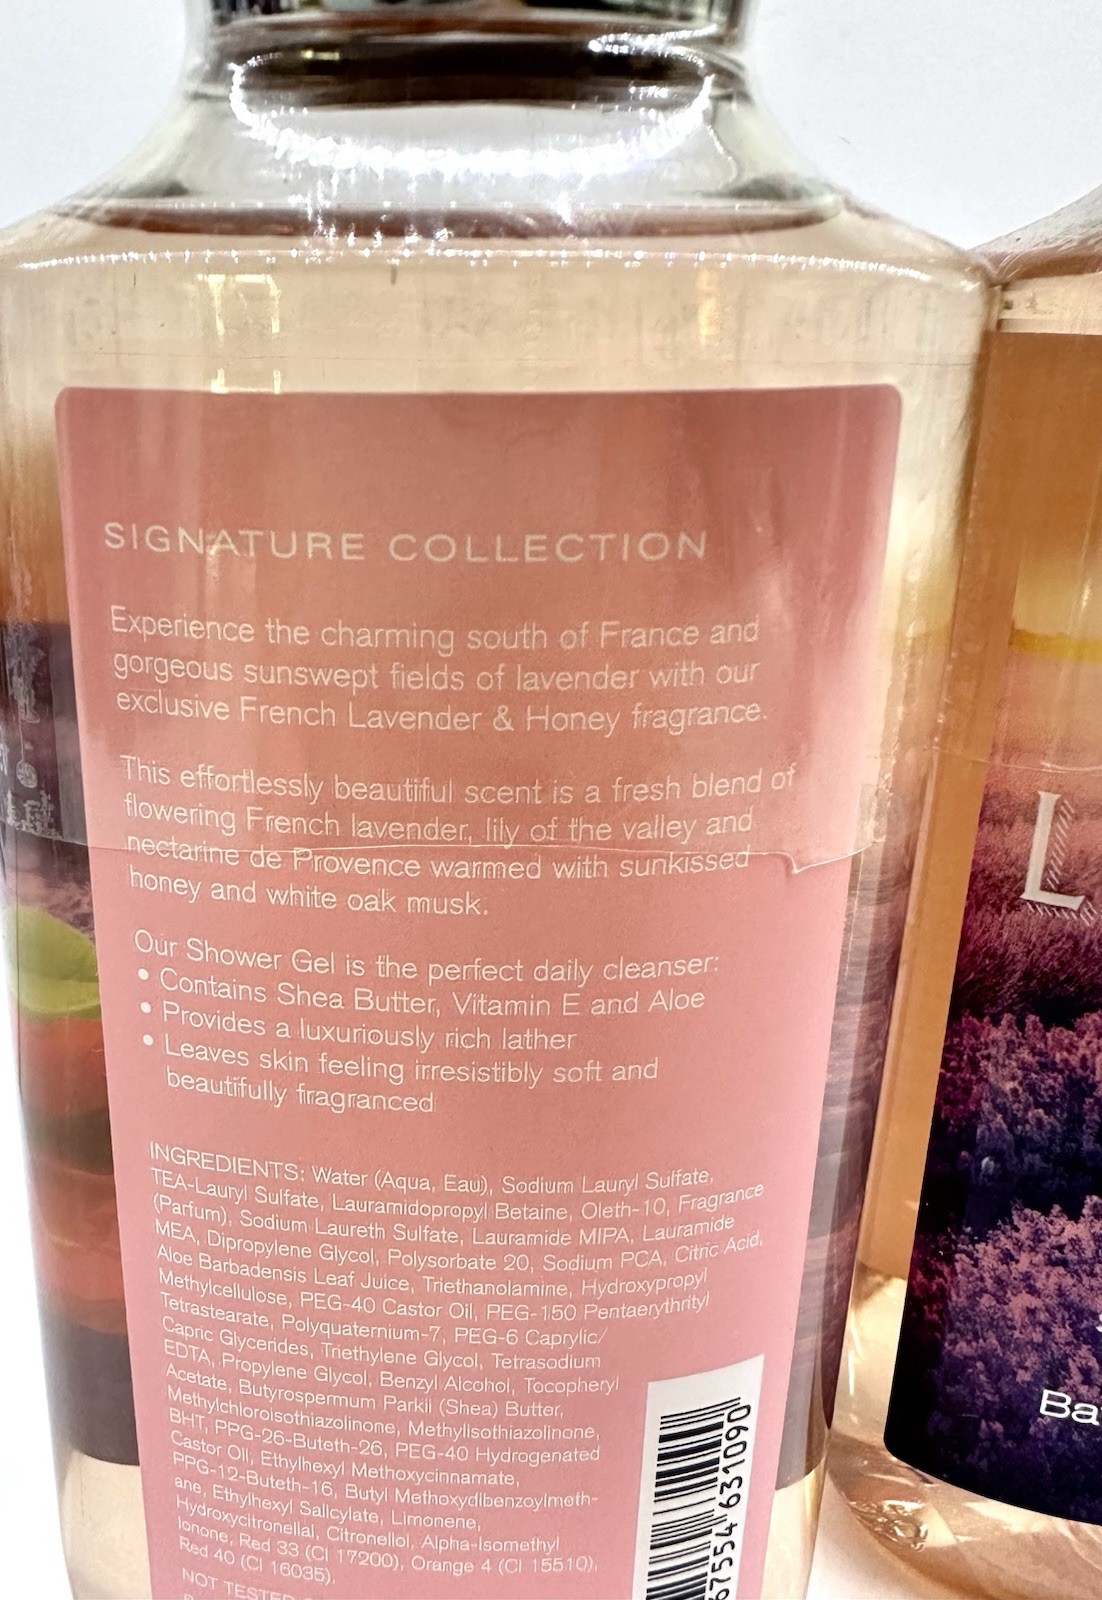 SIGNATURE COLLECTION
Experience the charming south of France and
gorgeous sunswept fields of lavender with our
exclusive French Lavender & Honey fragrance.
This effortlessly beautiful scent is a fresh blend of
flowering French lavender, lily of the valley and
nectarine de Provence warmed with sunkissed
honey and white oak musk.
Our Shower Gel is the perfect daily cleanser:
• Contains Shea Butter, Vitamin E and Aloe
• Provides a luxuriously rich lather
• Leaves skin feeling irresistibly soft and
beautifully fragranced
INGREDIENTS: Water (Aqua, Eau), Sodium Lauryl Sulfate,
TEA-Lauryl Sulfate, Lauramidopropyl Betaine, Oleth-10, Fragrance
(Parfum), Sodium Laureth Sulfate, Lauramide MIPA, Lauramide
MEA, Dipropylene Glycol, Polysorbate 20, Sodium PCA, Citric Acid,
Aloe Barbadensis Leaf Juice, Triethanolamine, Hydroxypropyl
Methylcellulose, PEG-40 Castor Oil, PEG-150 Pentaerythrityl
Tetrastearate, Polyquaternium-7, PEG-6 Caprylic/
Capric Glycerides, Triethylene Glycol, Tetrasodium
EDTA, Propylene Glycol, Benzyl Alcohol, Tocopheryl
Acetate, Butyrospermum Parkii (Shea) Butter,
Methylchloroisothiazolinone, Methylisothiazolinone,
BHT, PPG-26-Buteth-26, PEG-40 Hydrogenated
Castor Oil, Ethylhexyl Methoxycinnamate,
PPG-12-Buteth-16, Butyl Methoxydibenzoylmeth-
ane, Ethylhexyl Salicylate, Limonene,
Hydroxycitronellal, Citronellol, Alpha-Isomethyl
Ionone, Red 33 (CI 17200), Orange 4 (CI 15510),
Red 40 (CI 16035).
NOT TESTED
67554 631090
L
Ba